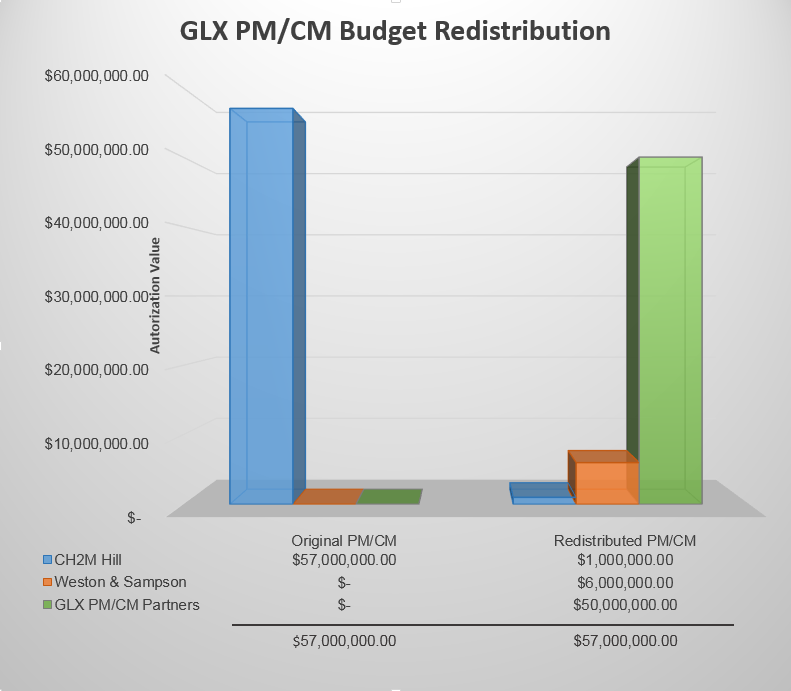 GLX PM/CM Budget Redistribution
$60,000,000.00
$50,000,000.00
$40,000,000.00
$30,000,000.00
$20,000,000.00
$10,000,000.00
$-
Autorization Value
Original PM/CM Redistributed PM/CM
CH2M Hill $57,000,000.00 $1,000,000.00
Weston & Sampson $- $6,000,000.00
GLX PM/CM Partners $- $50,000,000.00
$57,000,000.00 $57,000,000.00